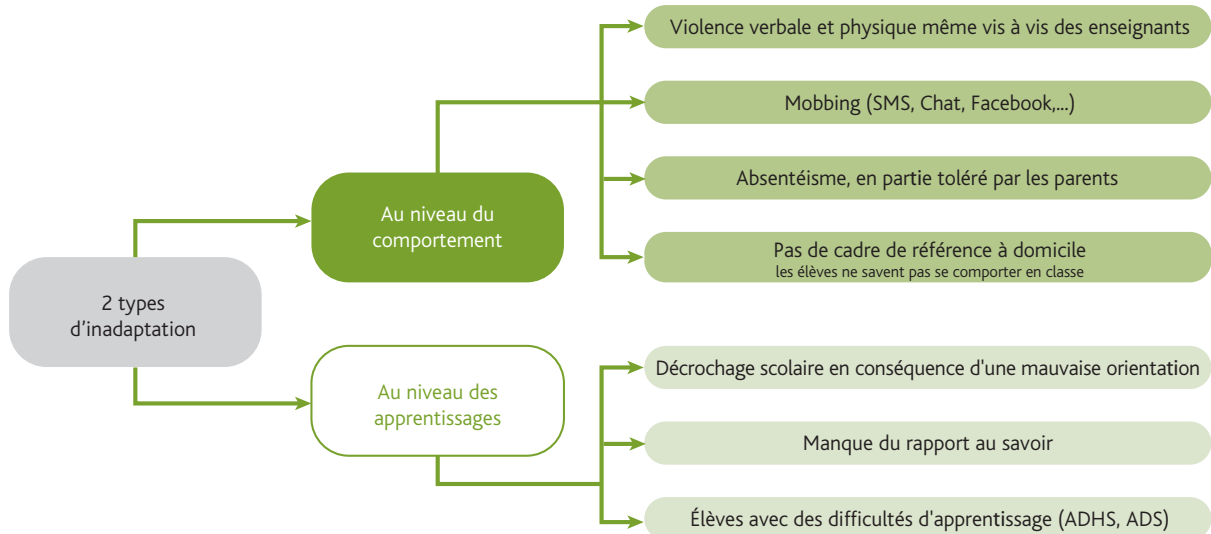 Violence verbale et physique même vis à vis des enseignants
Mobbing (SMS, Chat, Facebook,...)
Absentéisme, en partie toléré par les parents
Au niveau du
comportement
Pas de cadre de référence à domicile
les élèves ne savent pas se comporter en classe
2 types
d'inadaptation
Au niveau des
apprentissages
Décrochage scolaire en conséquence d'une mauvaise orientation
Manque du rapport au savoir
Élèves avec des difficultés d'apprentissage (ADHS, ADS)